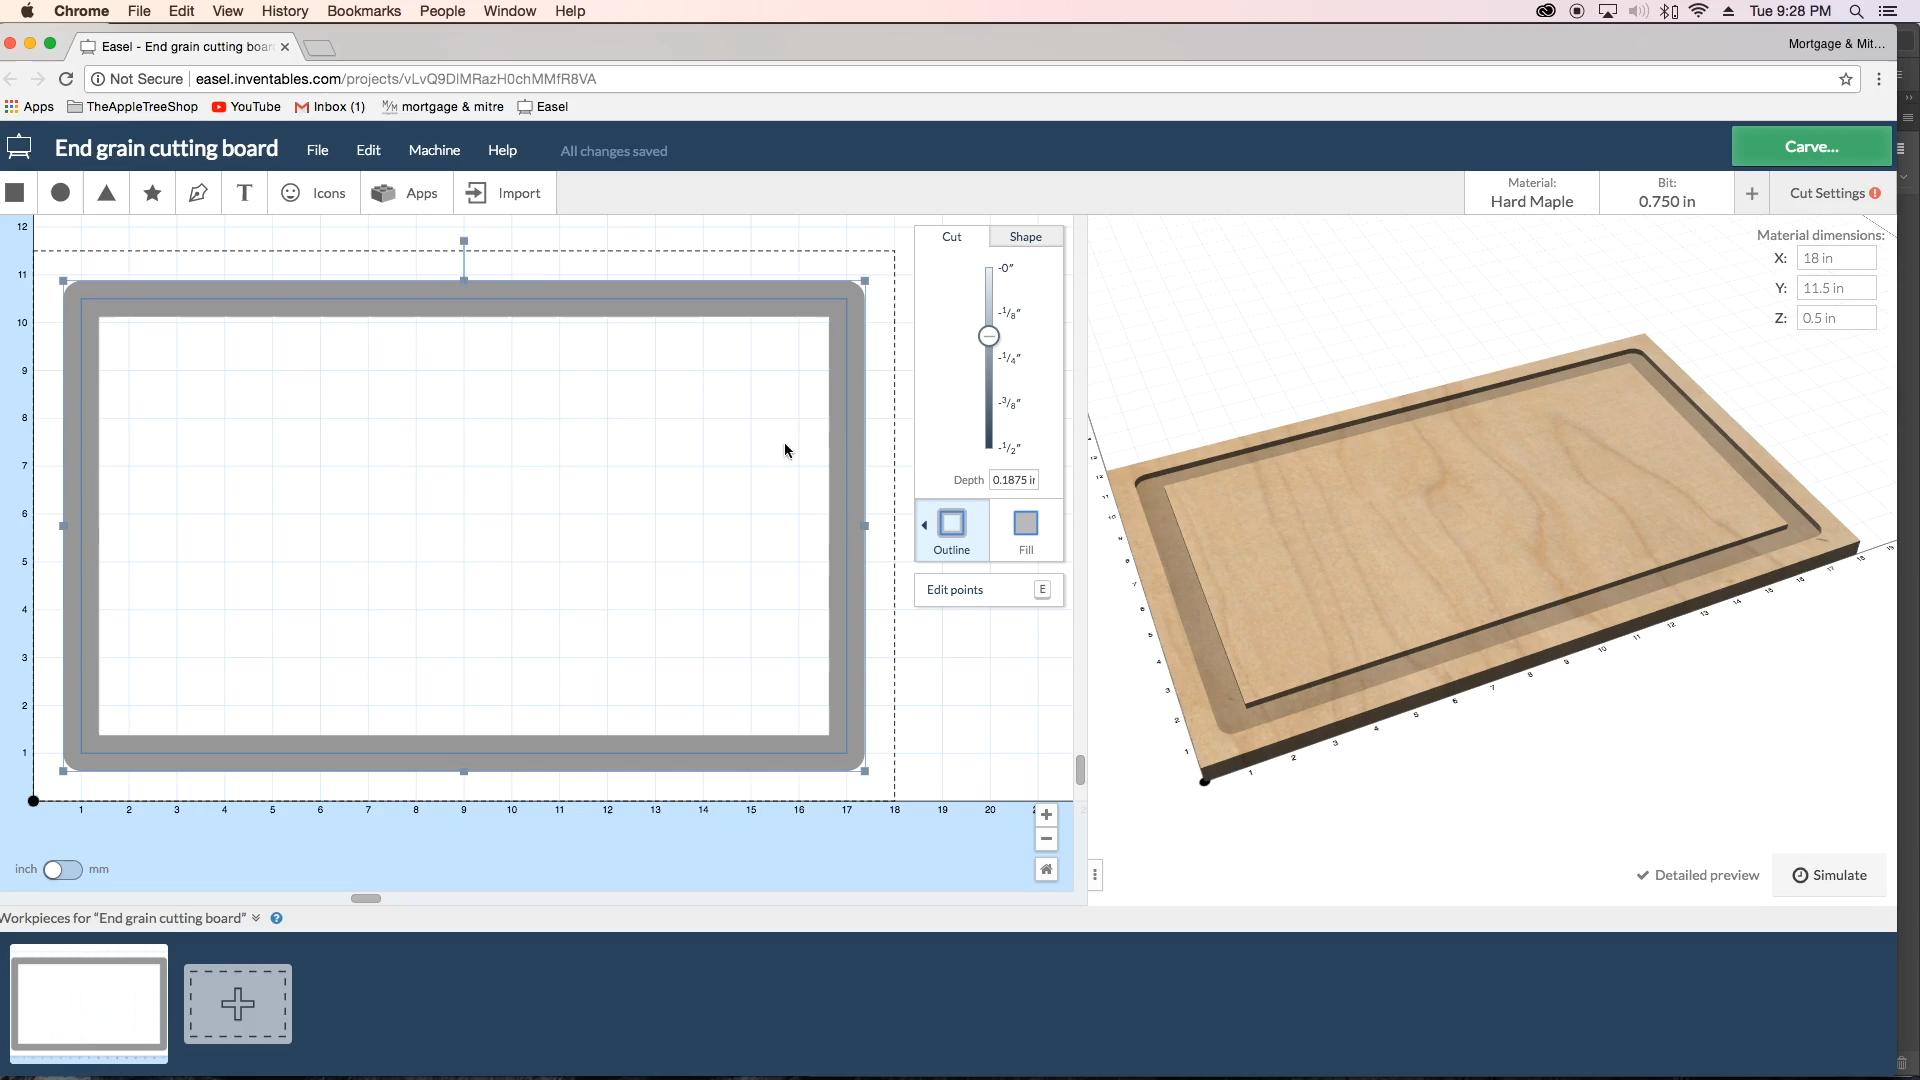 Chrome File Edit View History Bookmarks People Window Help Tue 9:28 PM
Easel - End grain cutting boar Mortgage & Mit...
Not Secure easel.inventables.com/projects/vLvQ9DlMRazH0chMMfR8VA
Apps TheAppleTreeShop YouTube Inbox (1) mortgage & mitre Easel
End grain cutting board File Edit Machine Help All changes saved Carve...
T Icons Apps Import
Material: Hard Maple
Bit: 0.750 in
Cut Settings
Material dimensions:
X: 18 in
Y: 11.5 in
Z: 0.5 in
Cut Shape
-0"
-1/8"
-1/4"
-3/8"
-1/2"
Depth 0.1875 in
Outline Fill
Edit points E
12
11
10
9
8
7
6
5
4
3
2
1
1 2 3 4 5 6 7 8 9 10 11 12 13 14 15 16 17 18 19 20
inch mm
Detailed preview Simulate
Workpieces for "End grain cutting board" ?